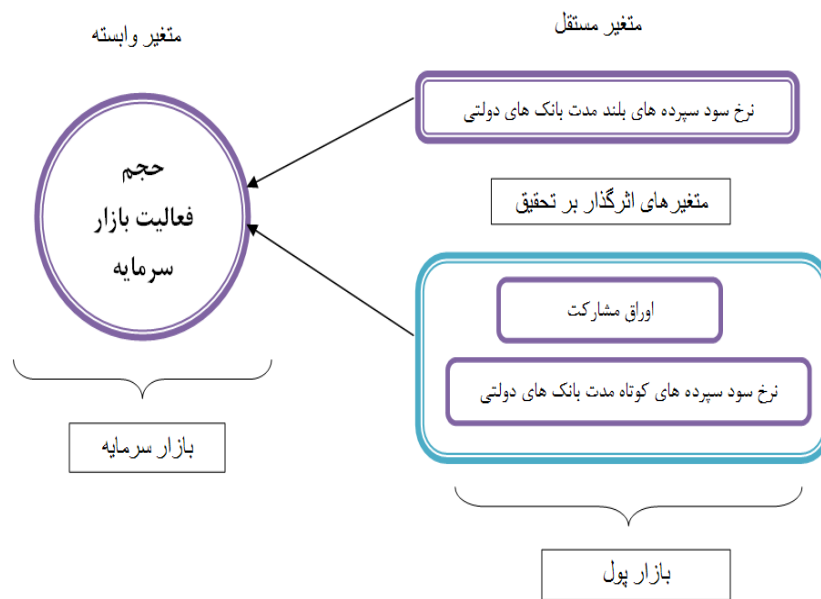 متغیر مستقل
متغیر وابسته
نرخ سود سپرده های بلند مدت بانک های دولتی
حجم
فعالیت بازار
سرمایه
متغیرهای اثرگذار بر تحقیق
اوراق مشارکت
نرخ سود سپرده های کوتاه مدت بانک های دولتی
بازار سرمایه
بازار پول